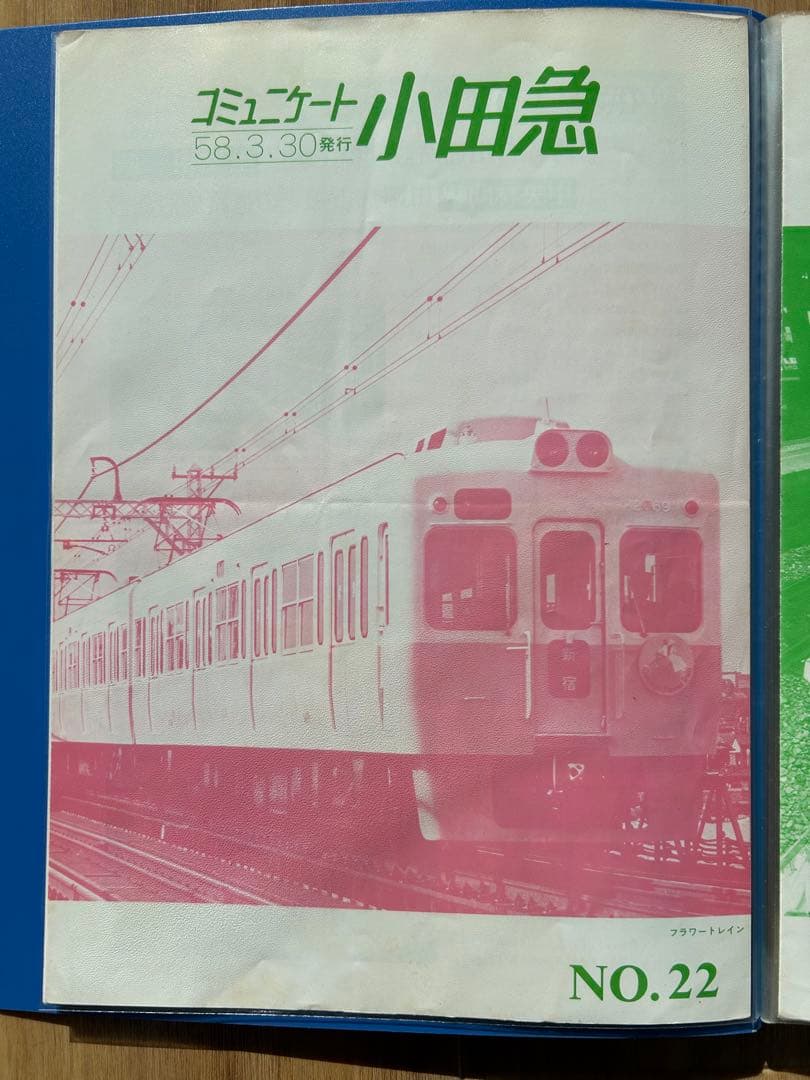 コミュニケート 小田急
58.3.30発行
新宿
フラワートレイン
NO.22